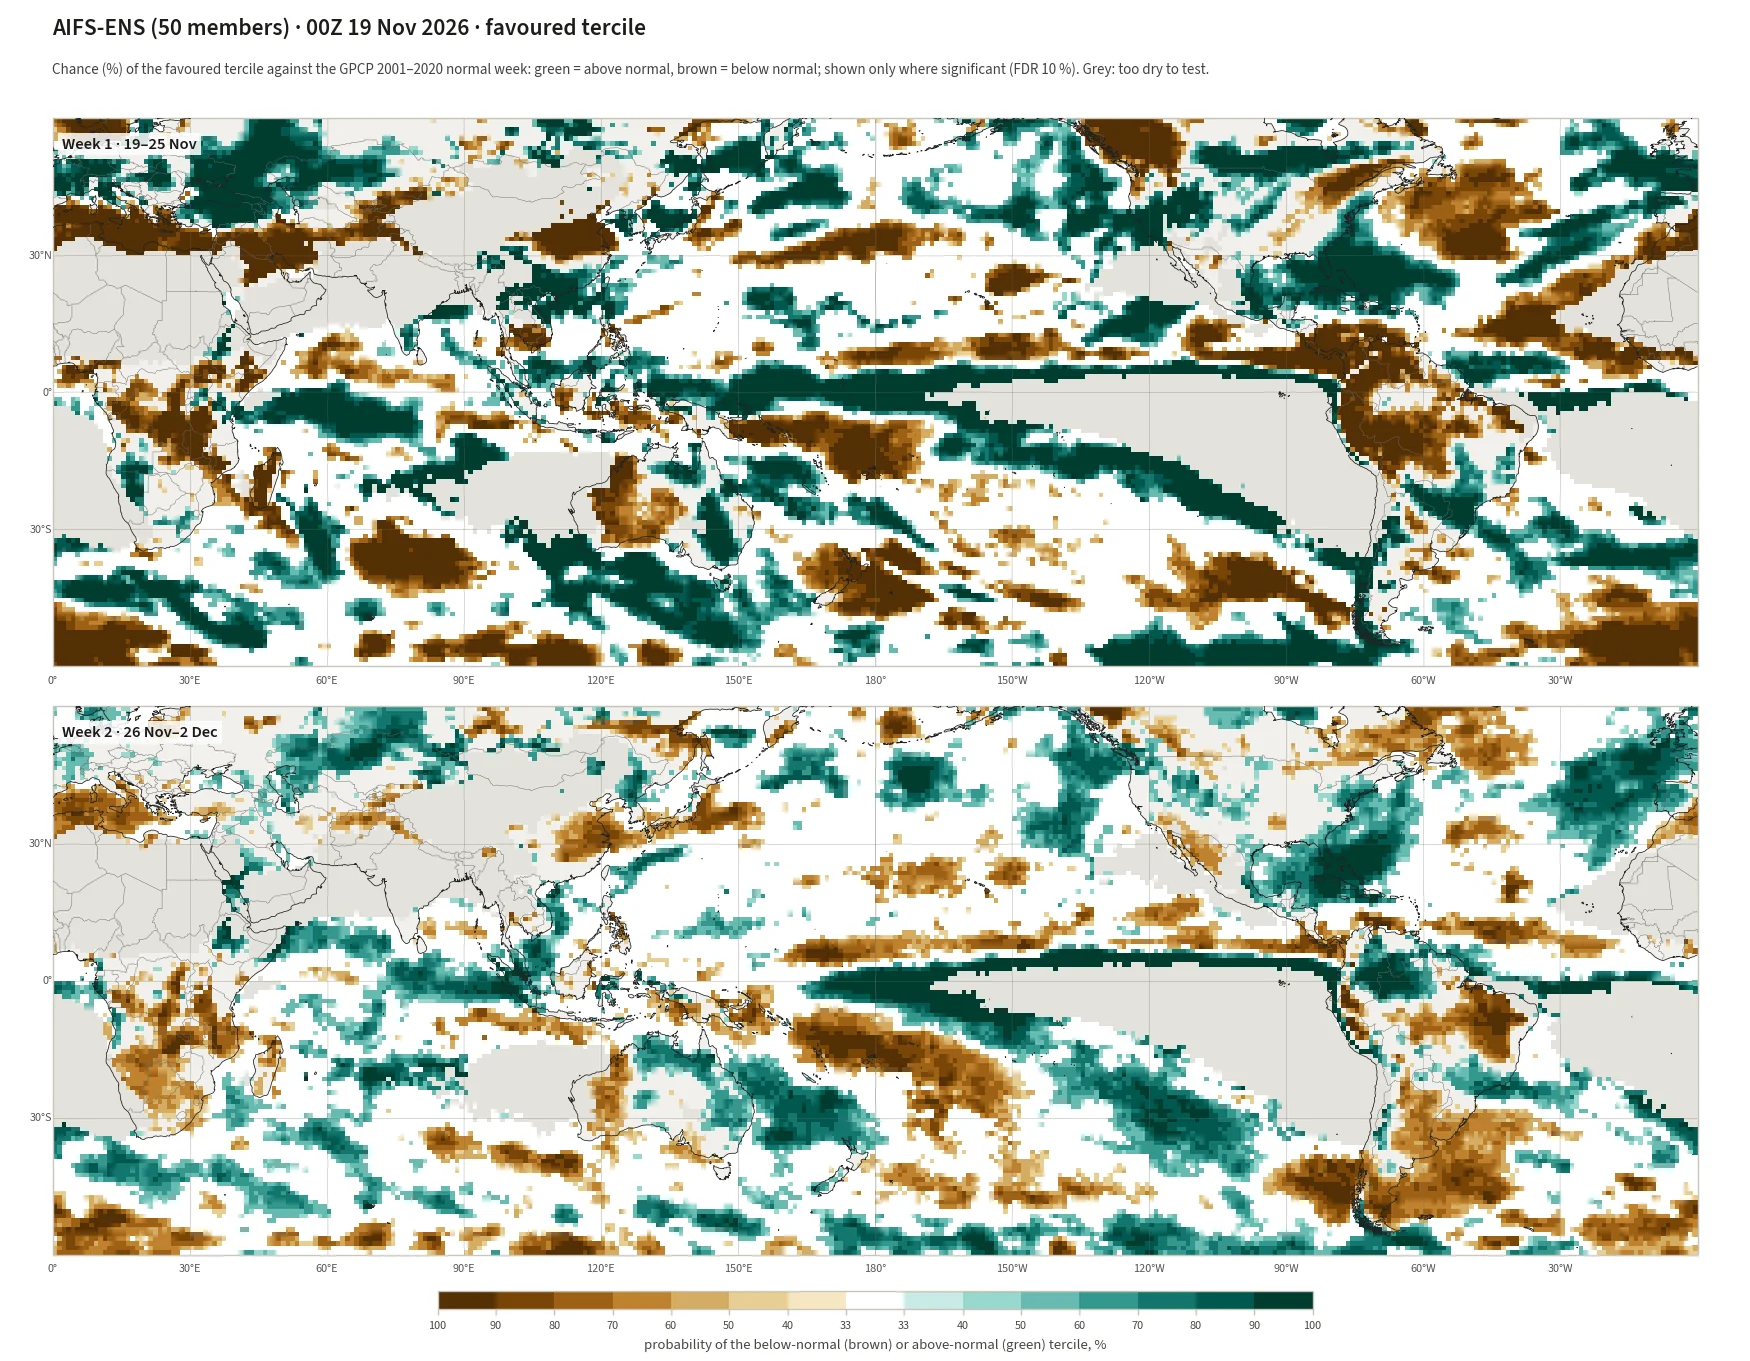 AIFS-ENS (50 members) · 00Z 19 Nov 2026 · favoured tercile
Chance (%) of the favoured tercile against the GPCP 2001–2020 normal week: green = above normal, brown = below normal; shown only where significant (FDR 10 %). Grey: too dry to test.
Week 1 · 19–25 Nov
30°N
0°
30°S
0° 30°E 60°E 90°E 120°E 150°E 180° 150°W 120°W 90°W 60°W 30°W
Week 2 · 26 Nov–2 Dec
30°N
0°
30°S
0° 30°E 60°E 90°E 120°E 150°E 180° 150°W 120°W 90°W 60°W 30°W
100 90 80 70 60 50 40 33 33 40 50 60 70 80 90 100
probability of the below-normal (brown) or above-normal (green) tercile, %